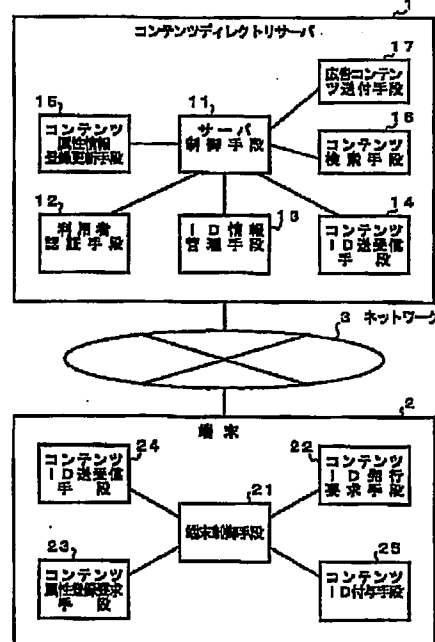 1
コンテンツディレクトリサーバ
17
広告コンテン
ツ送付手段
15
コンテンツ
属性情報
登録更新手段
11
サーバ
制御手段
16
コンテンツ
検索手段
12
利用者
認証手段
13
ID情報
管理手段
14
コンテンツ
ID送受信
手段
3 ネットワーク
2
端末
24
コンテンツ
ID送受信
手段
22
コンテンツ
ID発行
要求手段
21
端末制御手段
23
コンテンツ
属性登録要求
手段
25
コンテンツ
ID付与手段